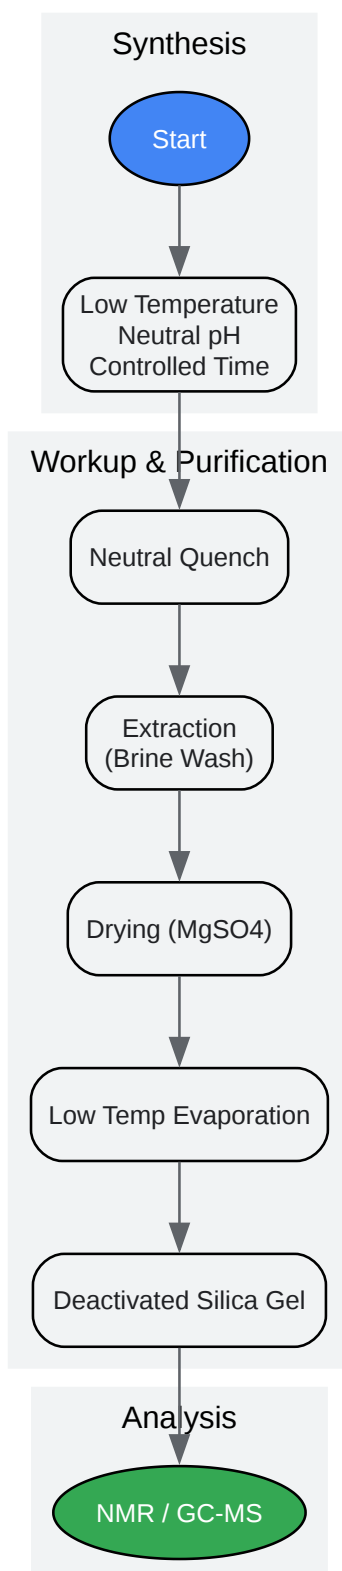 Synthesis
Start
Low Temperature
Neutral pH
Controlled Time
Workup & Purification
Neutral Quench
Extraction
(Brine Wash)
Drying (MgSO4)
Low Temp Evaporation
Deactivated Silica Gel
Analysis
NMR / GC-MS